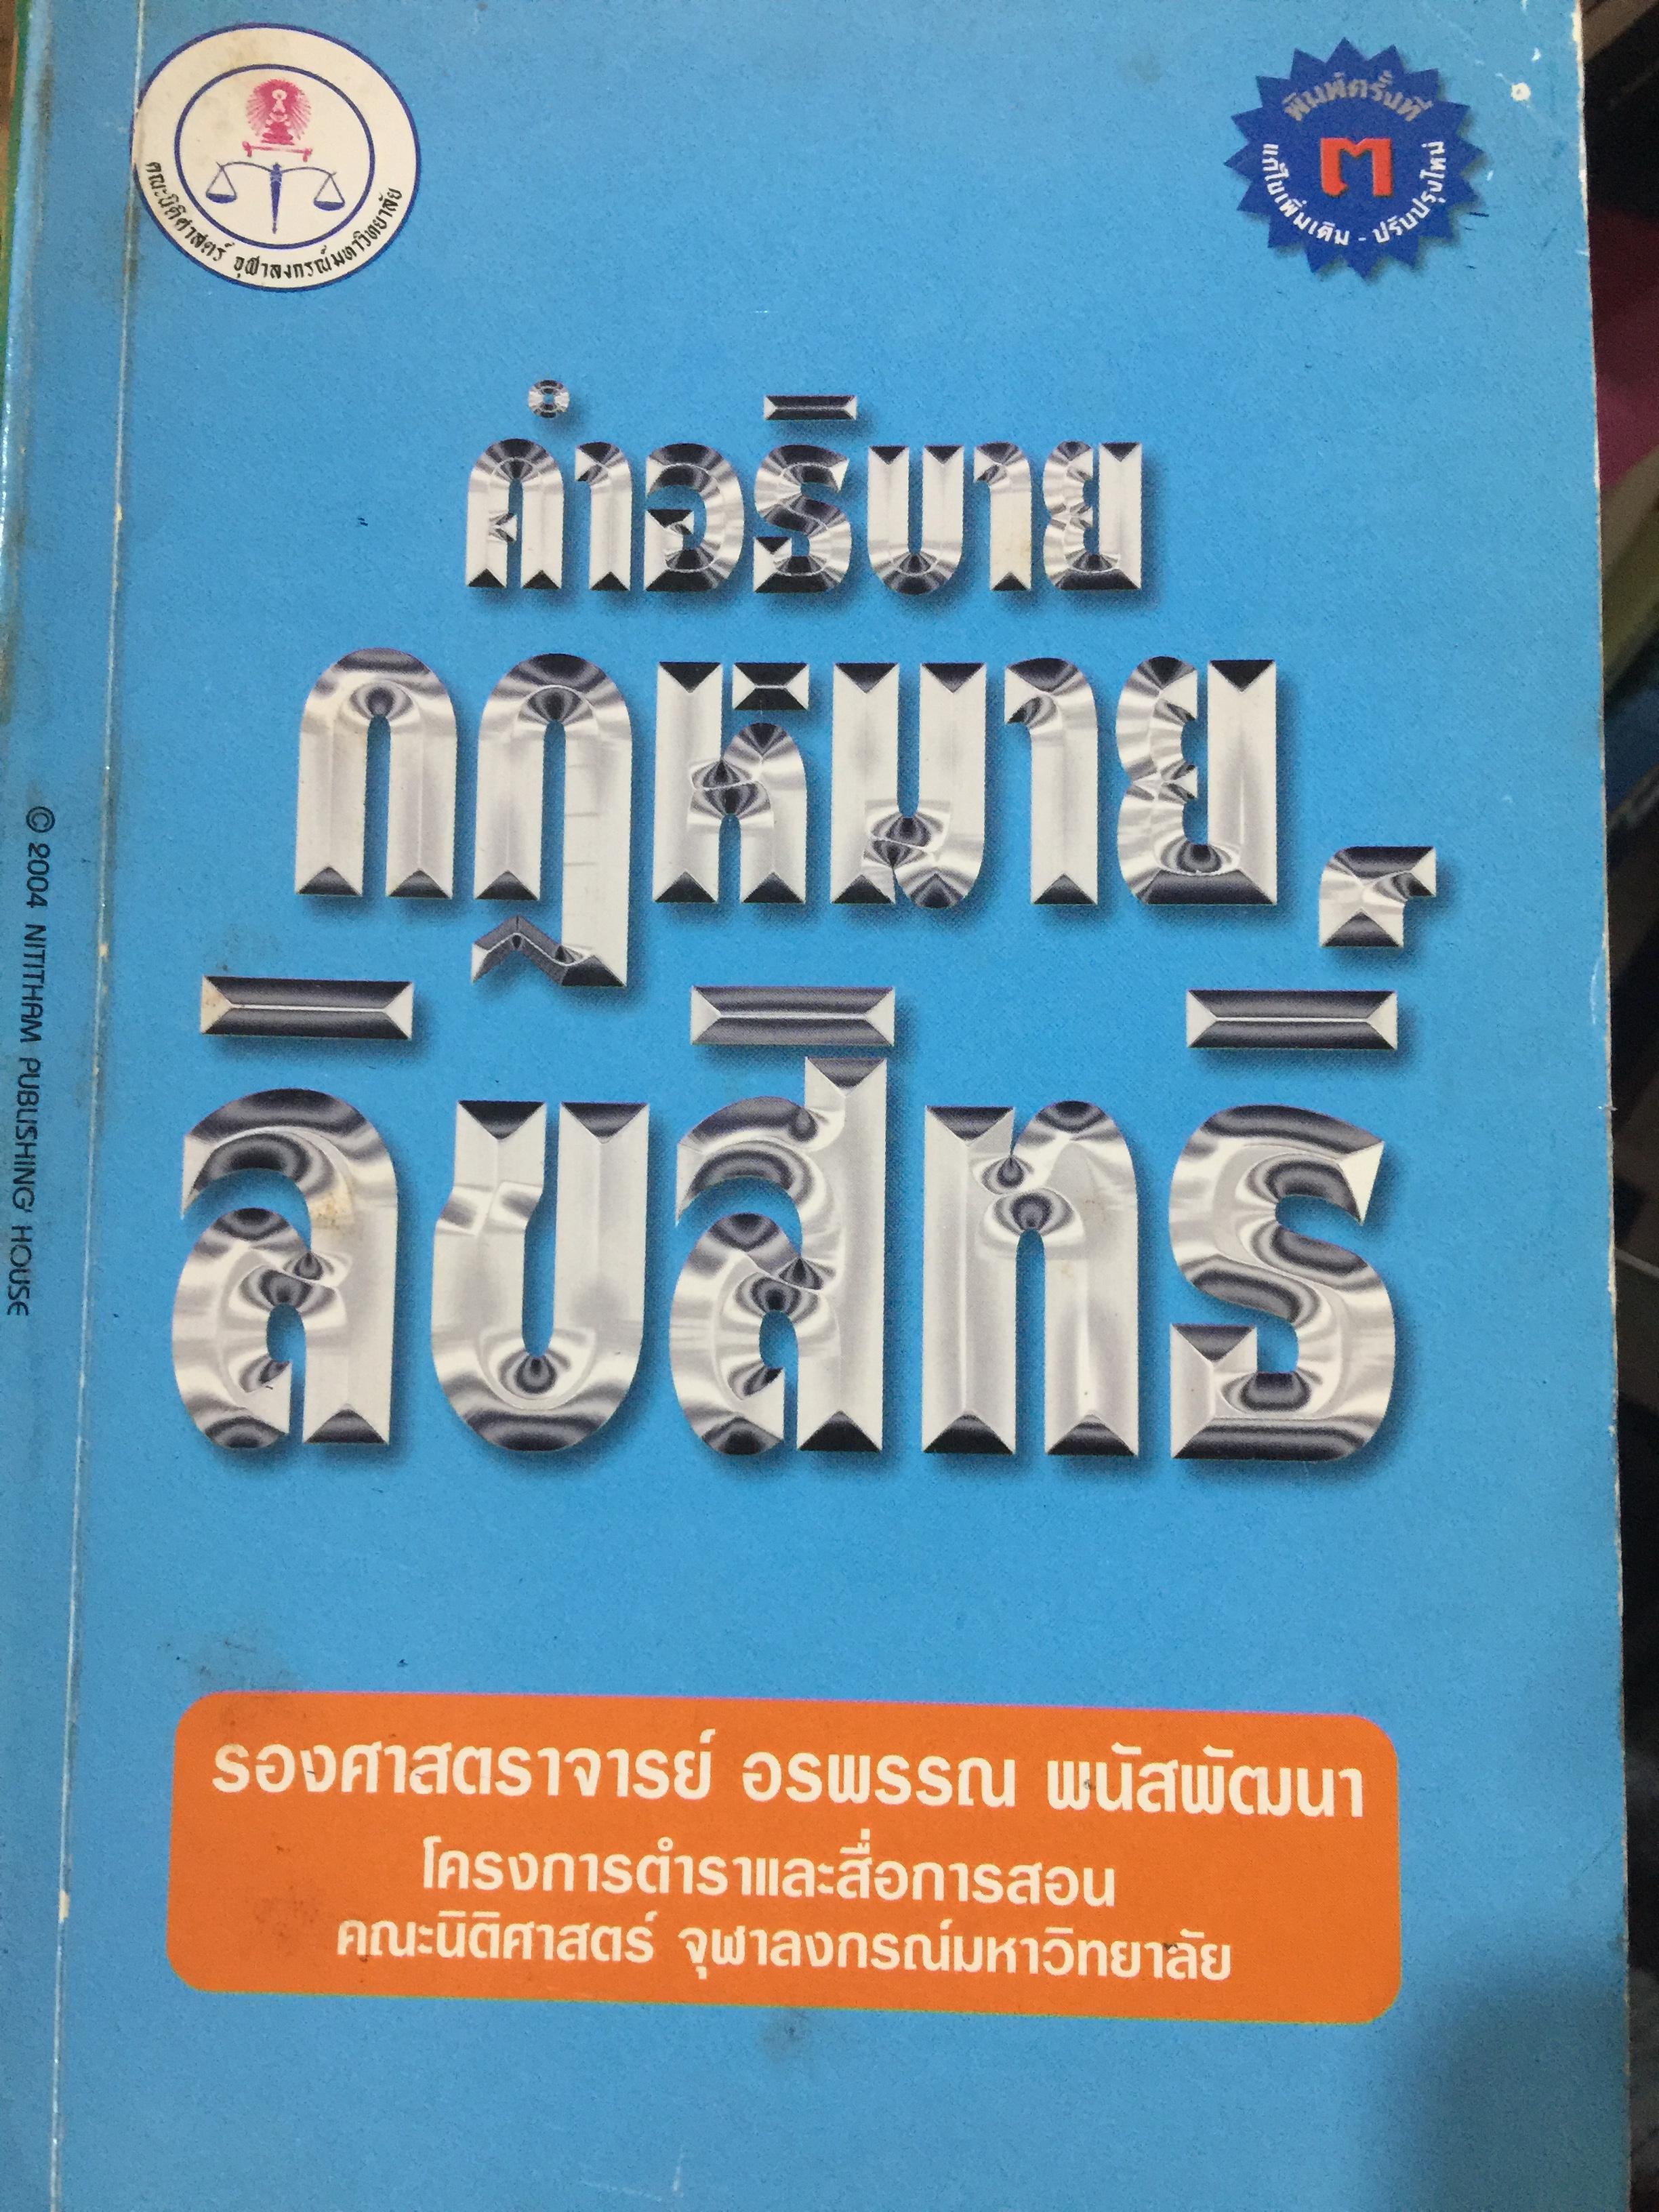 คณะนิติศาสตร์ จุฬาลงกรณ์มหาวิทยาลัย
พิมพ์ครั้งที่
๓
แก้ไขเพิ่มเติม - ปรับปรุงใหม่
คำอธิบาย
กฎหมาย
ลิขสิทธิ์
© 2004 NITITHAM PUBLISHING HOUSE
รองศาสตราจารย์ อรพรรณ พนัสพัฒนา
โครงการตำราและสื่อการสอน
คณะนิติศาสตร์ จุฬาลงกรณ์มหาวิทยาลัย